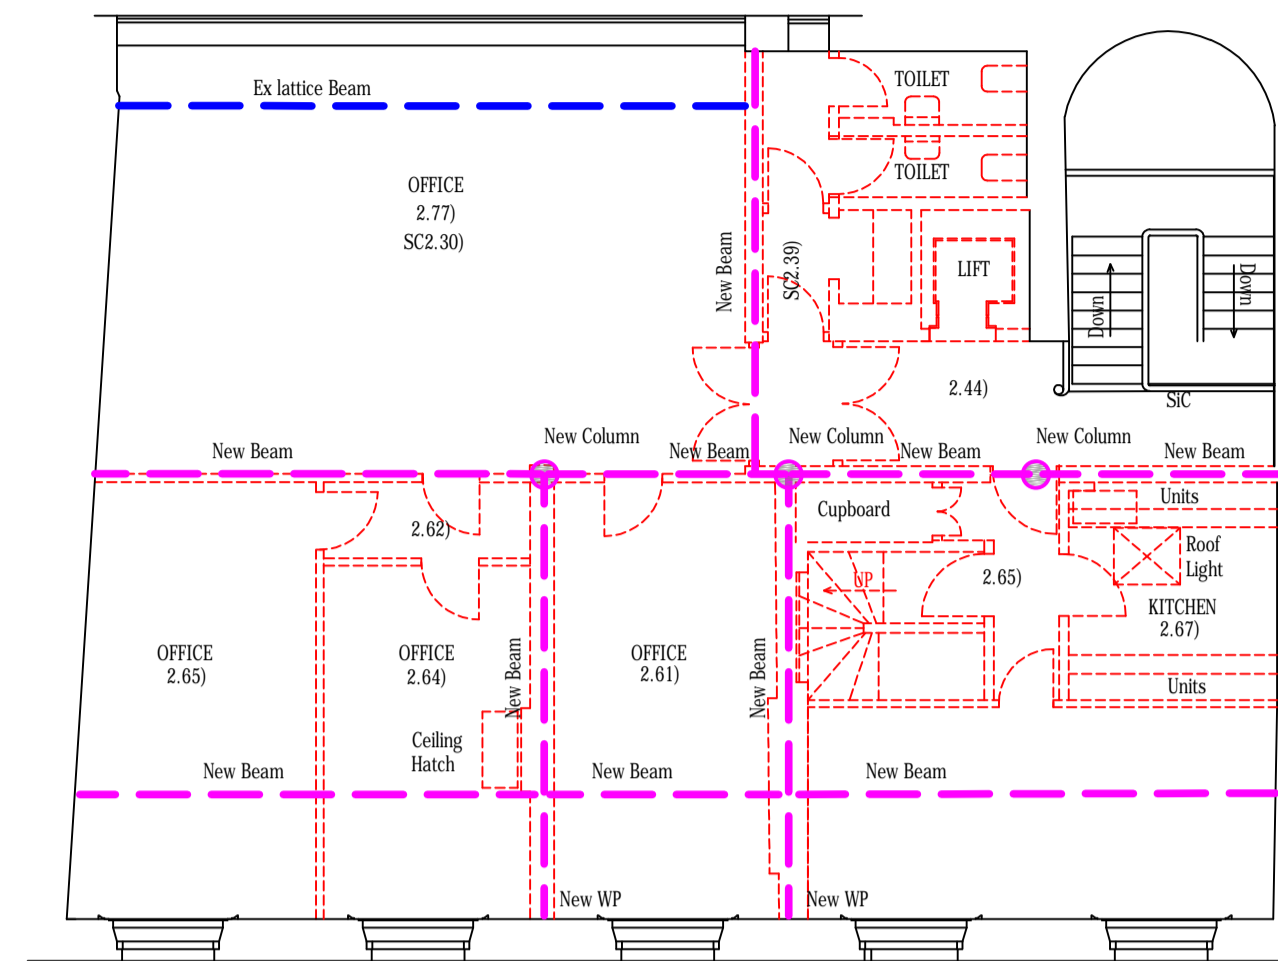 Ex lattice Beam
TOILET
TOILET
OFFICE
2.77)
SC2.30)
New Beam
SC2.39)
LIFT
Down
Down
2.44)
SiC
New Beam
New Column
New Beam
New Column
New Beam
New Column
New Beam
2.62)
Cupboard
Units
Roof
Light
UP
2.65)
KITCHEN
2.67)
OFFICE
2.65)
OFFICE
2.64)
New Beam
OFFICE
2.61)
New Beam
Units
Ceiling
Hatch
New Beam
New Beam
New Beam
New WP
New WP